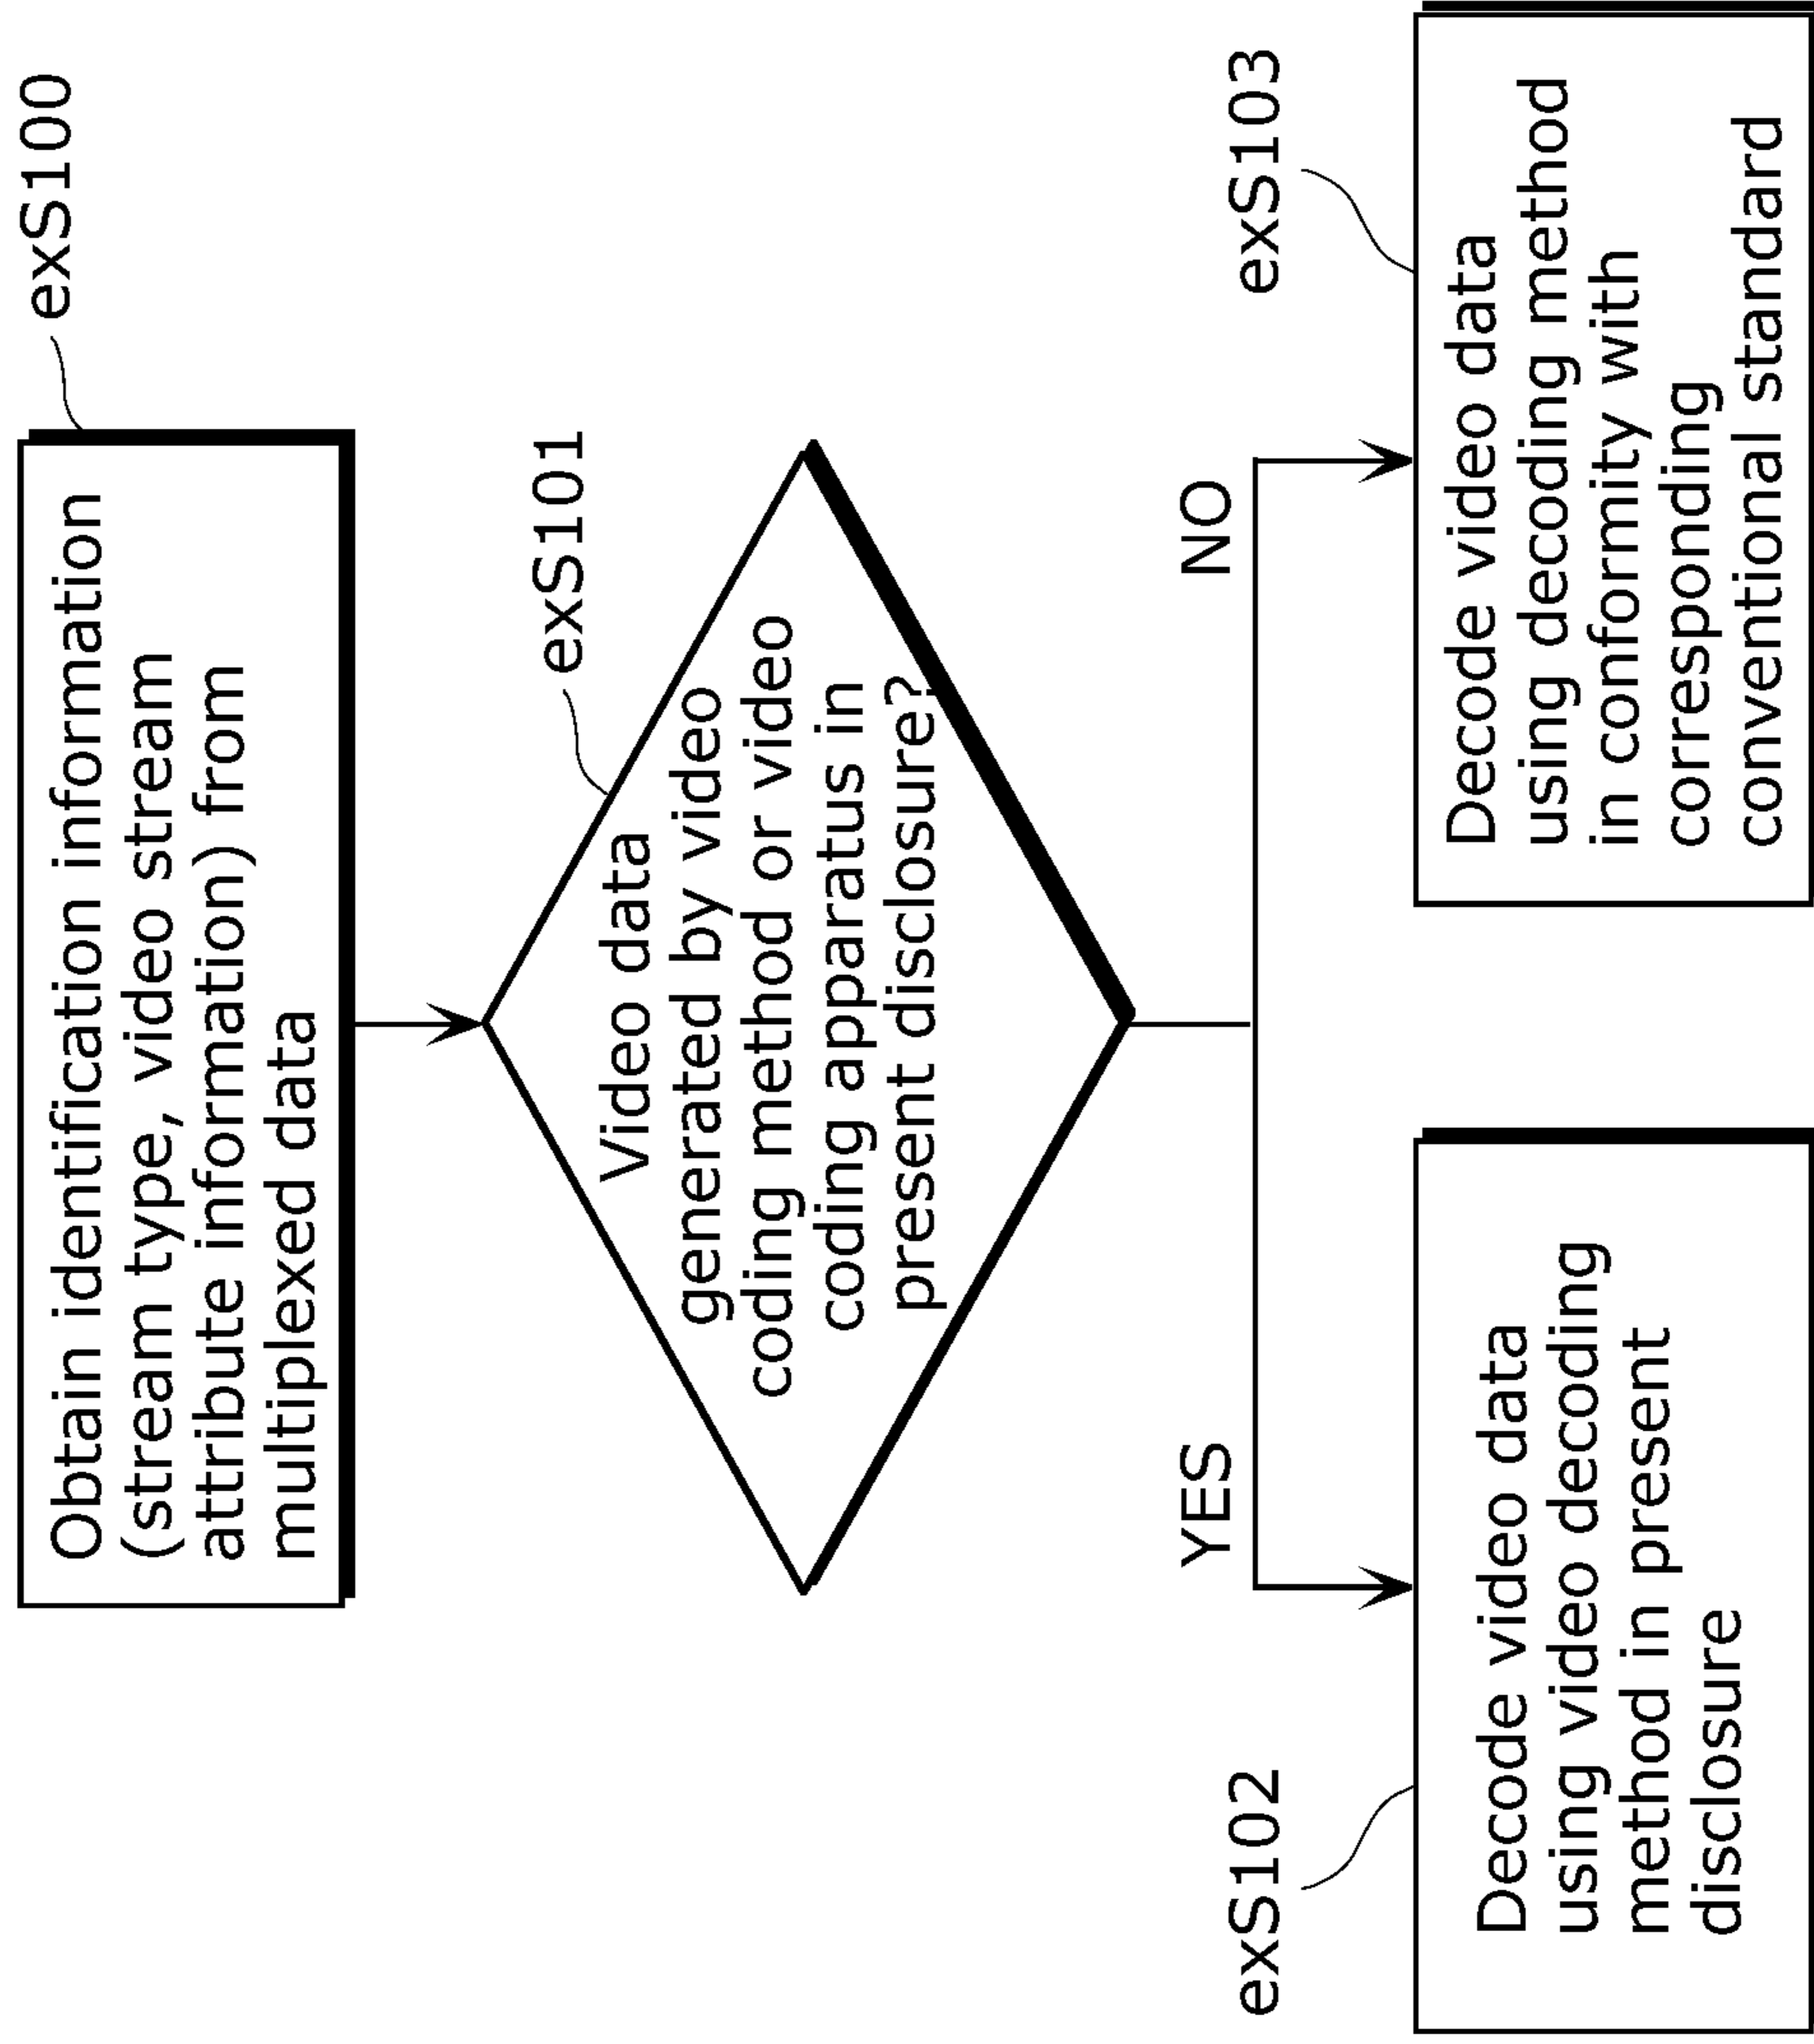 exS100
Obtain identification information
(stream type, video stream
attribute information) from
multiplexed data
exS101
Video data
generated by video
coding method or video
coding apparatus in
present disclosure?
YES
NO
exS102
Decode video data
using video decoding
method in present
disclosure
exS103
Decode video data
using decoding method
in conformity with
corresponding
conventional standard